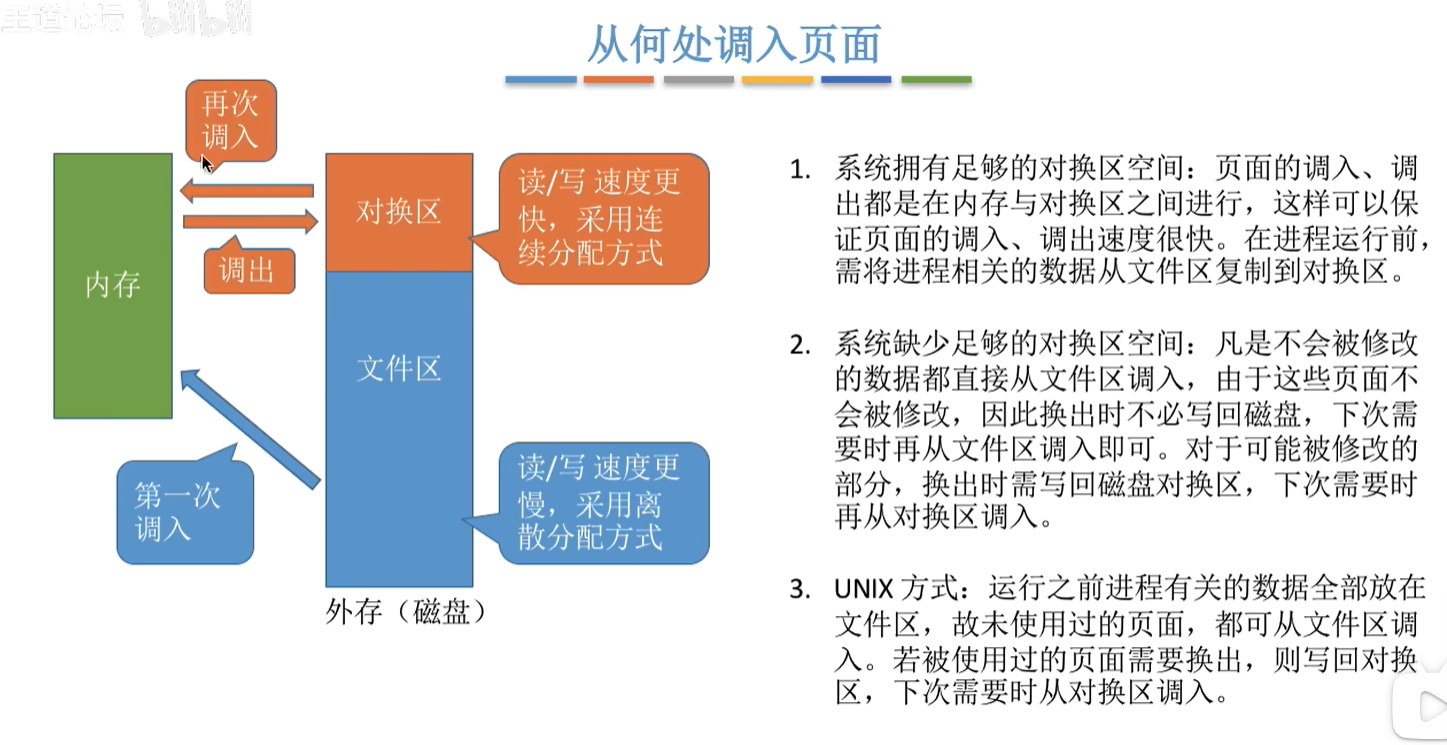 王道论坛 bilibili
从何处调入页面
再次
调入
调出
内存
对换区
文件区
读/写 速度更
快，采用连
续分配方式
第一次
调入
读/写 速度更
慢，采用离
散分配方式
外存（磁盘）
1. 系统拥有足够的对换区空间：页面的调入、调
出都是在内存与对换区之间进行，这样可以保
证页面的调入、调出速度很快。在进程运行前，
需将进程相关的数据从文件区复制到对换区。
2. 系统缺少足够的对换区空间：凡是不会被修改
的数据都直接从文件区调入，由于这些页面不
会被修改，因此换出时不必写回磁盘，下次需
要时再从文件区调入即可。对于可能被修改的
部分，换出时需写回磁盘对换区，下次需要时
再从对换区调入。
3. UNIX 方式：运行之前进程有关的数据全部放在
文件区，故未使用过的页面，都可从文件区调
入。若被使用过的页面需要换出，则写回对换
区，下次需要时从对换区调入。